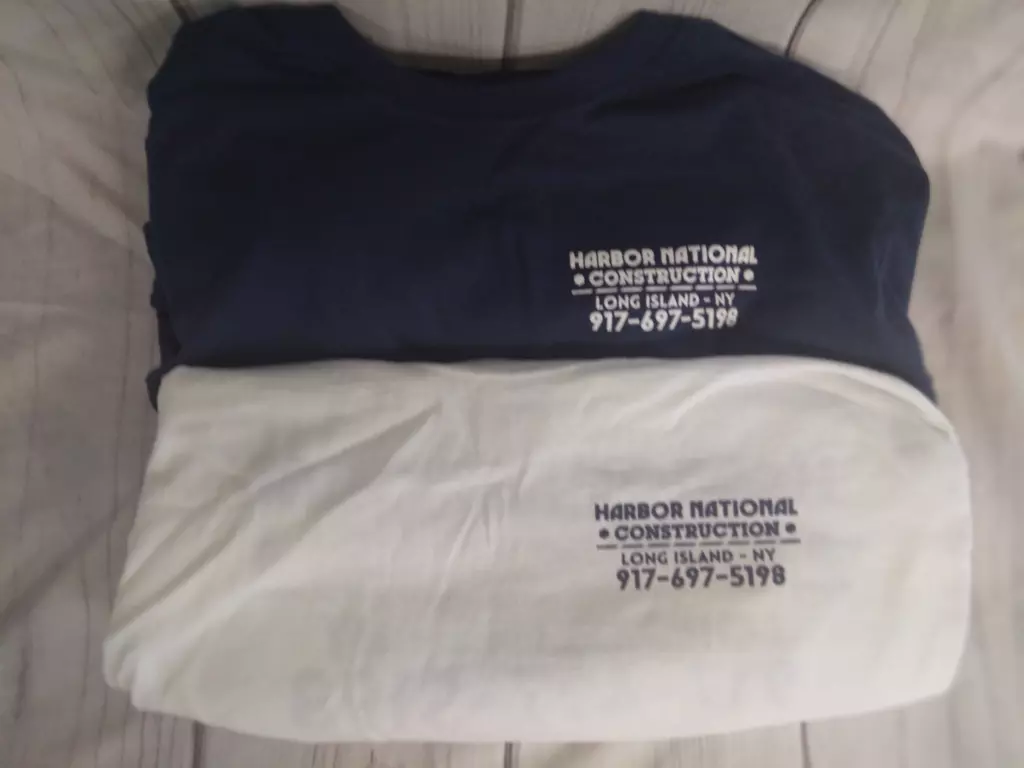 HARBOR NATIONAL
• CONSTRUCTION •
LONG ISLAND - NY
917-697-5198
HARBOR NATIONAL
• CONSTRUCTION •
LONG ISLAND - NY
917-697-5198